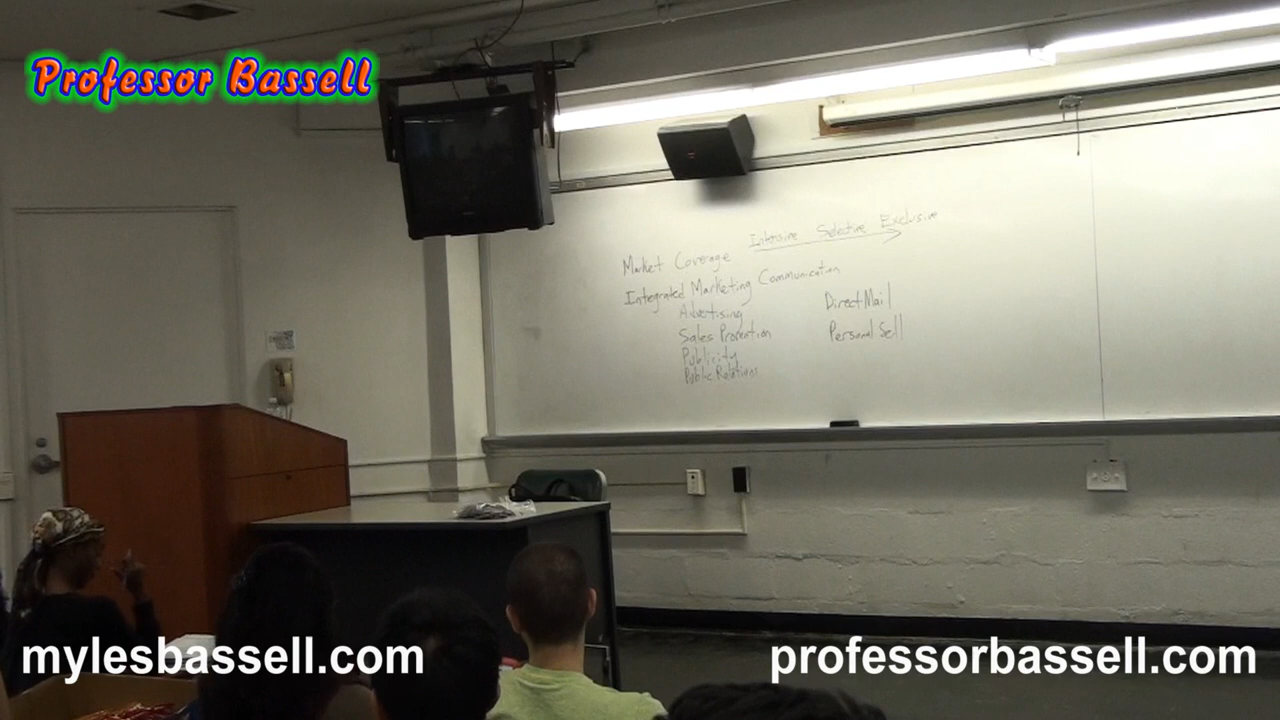 Professor Bassell
Intensive Selective Exclusive
Market Coverage
Integrated Marketing Communication
Advertising
Direct Mail
Sales Promotion
Personal Sell
Publicity
Public Relations
mylesbassell.com
professorbassell.com